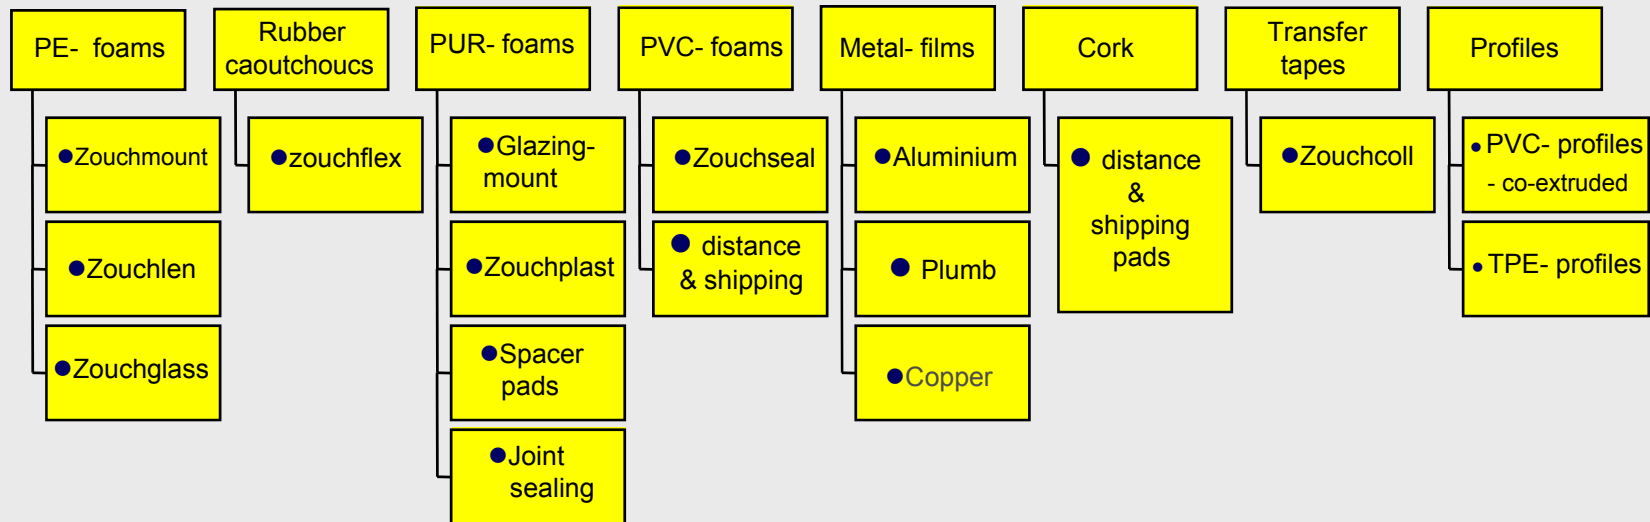 PE- foams
Rubber
caoutchoucs
PUR- foams
PVC- foams
Metal- films
Cork
Transfer
tapes
Profiles
●Zouchmount
●Zouchlen
●Zouchglass
●zouchflex
●Glazing-
mount
●Zouchplast
●Spacer
pads
●Joint
sealing
●Zouchseal
● distance
& shipping
●Aluminium
● Plumb
●Copper
● distance
&
shipping
pads
●Zouchcoll
● PVC- profiles
- co-extruded
● TPE- profiles